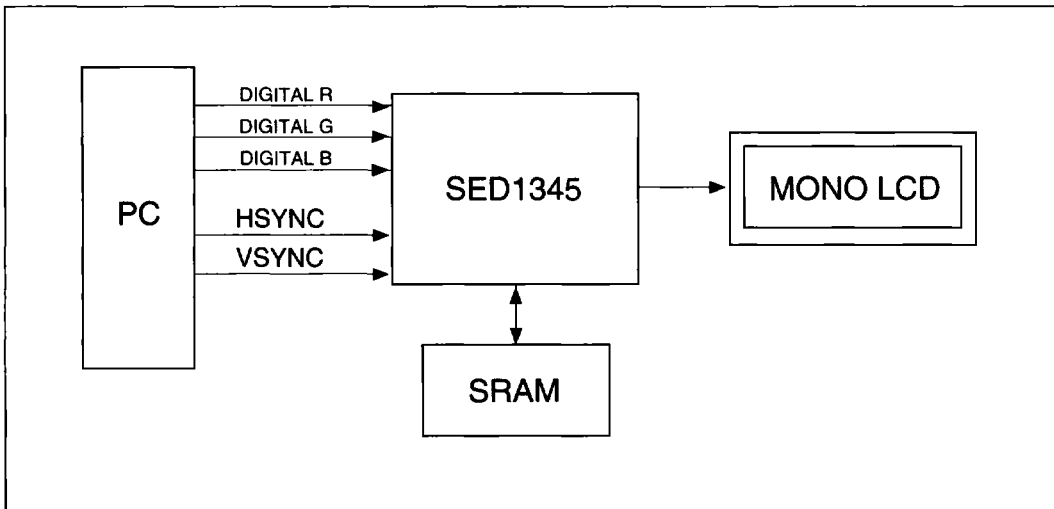 PC
DIGITAL R
DIGITAL G
DIGITAL B
HSYNC
VSYNC
SED1345
MONO LCD
SRAM